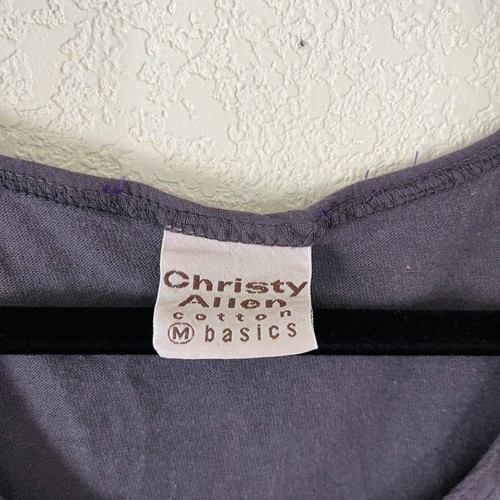 Christy
Allen
cotton
M basics